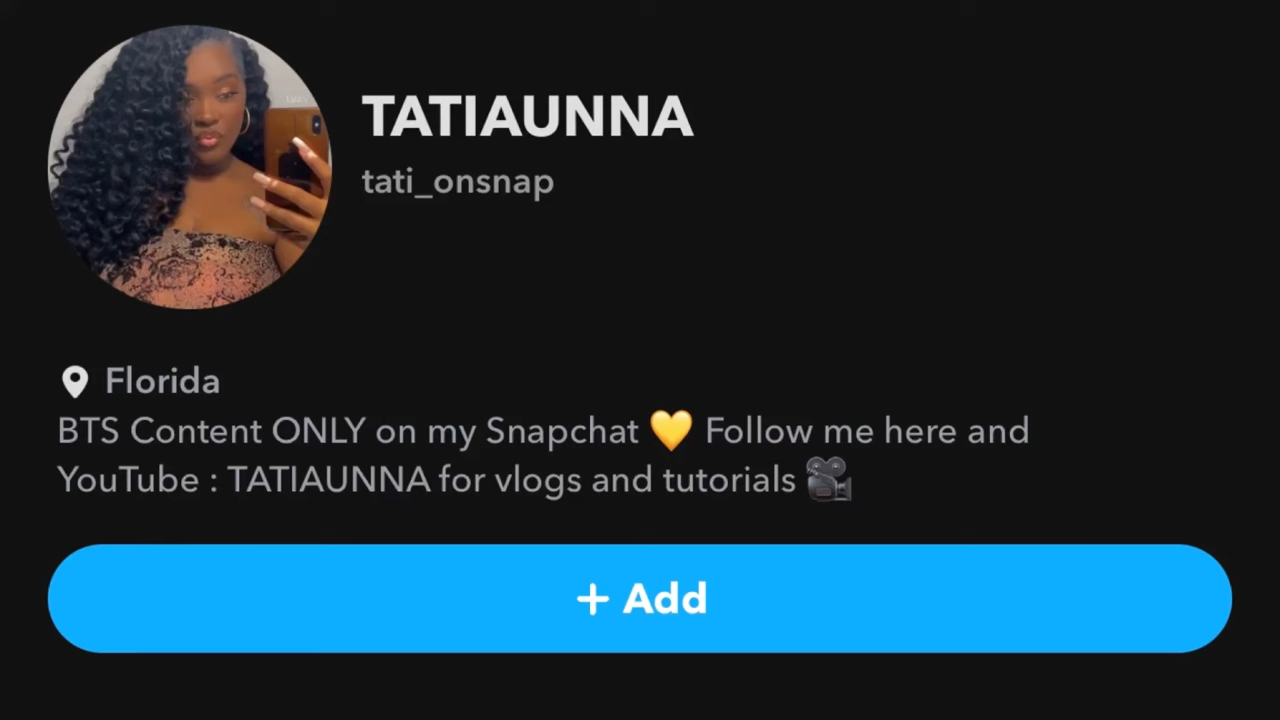 TATIAUNNA
tati_onsnap
Florida
BTS Content ONLY on my Snapchat 💛 Follow me here and
YouTube : TATIAUNNA for vlogs and tutorials 🎥
+ Add